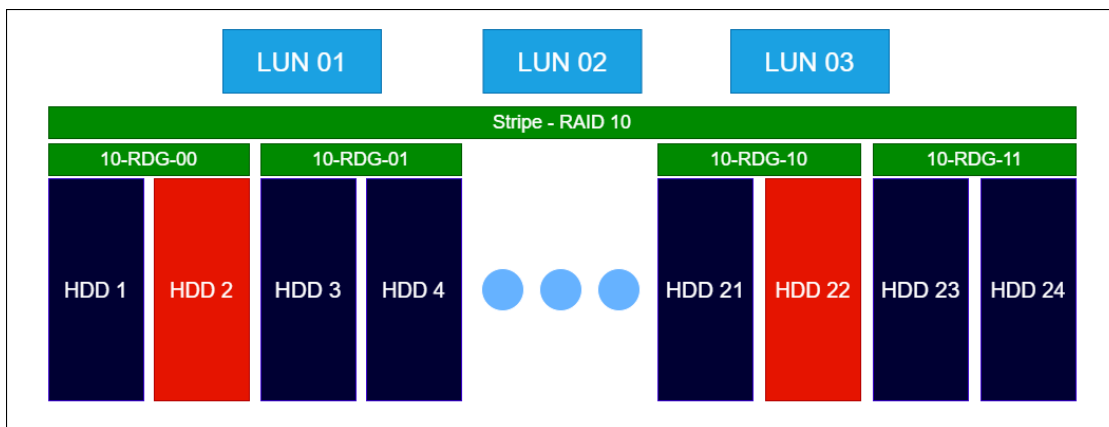 LUN 01
LUN 02
LUN 03
Stripe - RAID 10
10-RDG-00
10-RDG-01
10-RDG-10
10-RDG-11
HDD 1
HDD 2
HDD 3
HDD 4
HDD 21
HDD 22
HDD 23
HDD 24